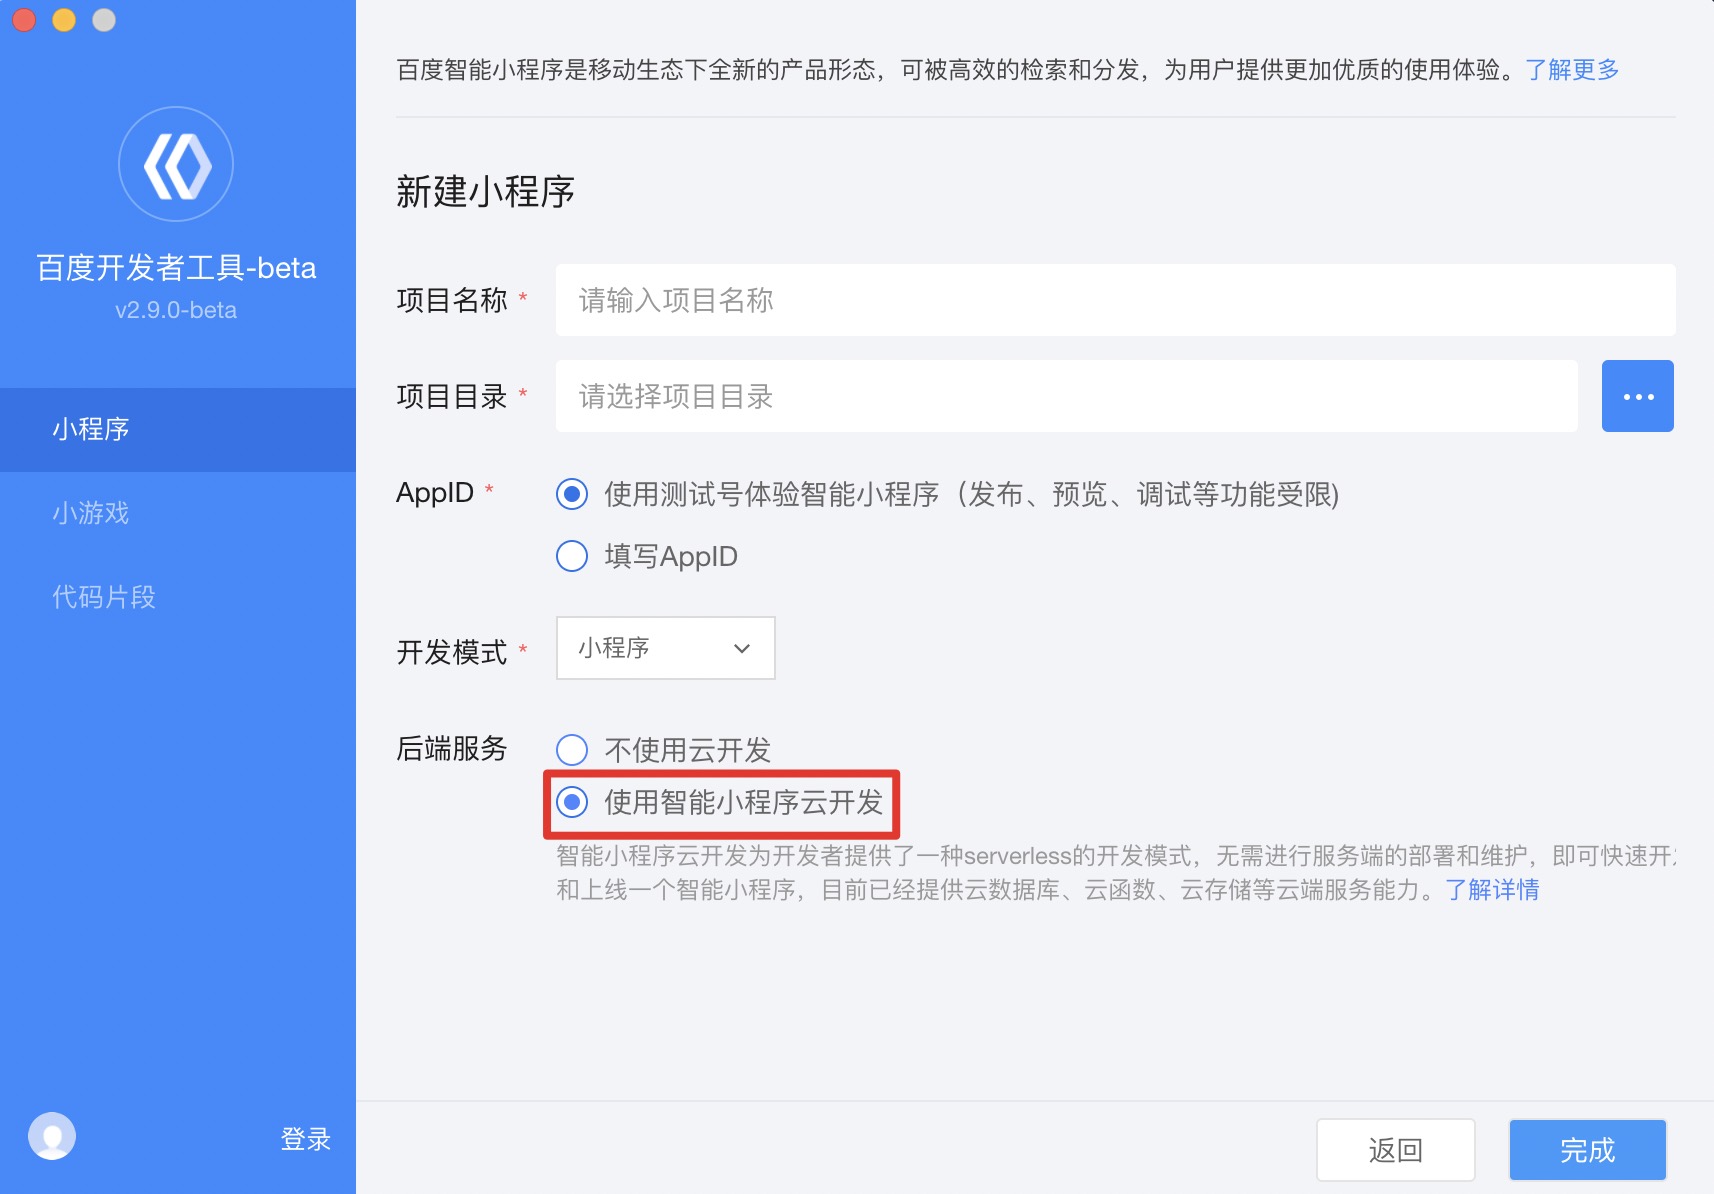 百度智能小程序是移动生态下全新的产品形态，可被高效的检索和分发，为用户提供更加优质的使用体验。了解更多
百度开发者工具-beta
v2.9.0-beta
小程序
小游戏
代码片段
登录
新建小程序
项目名称 * 请输入项目名称
项目目录 * 请选择项目目录 ···
AppID * 使用测试号体验智能小程序（发布、预览、调试等功能受限)
填写AppID
开发模式 * 小程序
后端服务 不使用云开发
使用智能小程序云开发
智能小程序云开发为开发者提供了一种serverless的开发模式，无需进行服务端的部署和维护，即可快速开
和上线一个智能小程序，目前已经提供云数据库、云函数、云存储等云端服务能力。了解详情
返回 完成